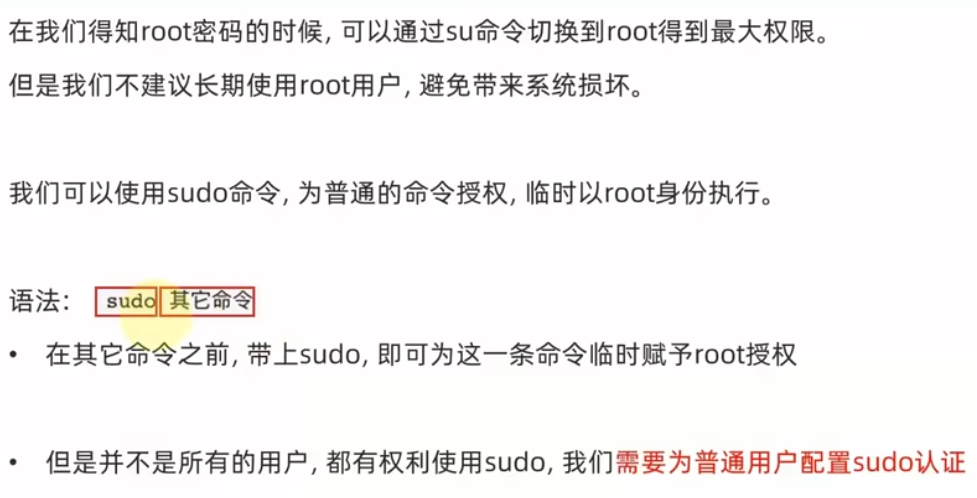 在我们得知root密码的时候, 可以通过su命令切换到root得到最大权限。
但是我们不建议长期使用root用户, 避免带来系统损坏。
我们可以使用sudo命令, 为普通的命令授权, 临时以root身份执行。
语法： sudo 其它命令
• 在其它命令之前, 带上sudo, 即可为这一条命令临时赋予root授权
• 但是并不是所有的用户, 都有权利使用sudo, 我们需要为普通用户配置sudo认证